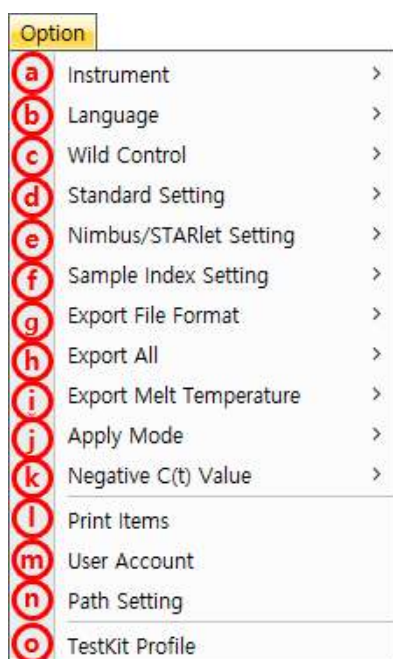 Option
a Instrument >
b Language >
c Wild Control >
d Standard Setting >
e Nimbus/STARlet Setting >
f Sample Index Setting >
g Export File Format >
h Export All >
i Export Melt Temperature >
j Apply Mode >
k Negative C(t) Value >
l Print Items
m User Account
n Path Setting
o TestKit Profile